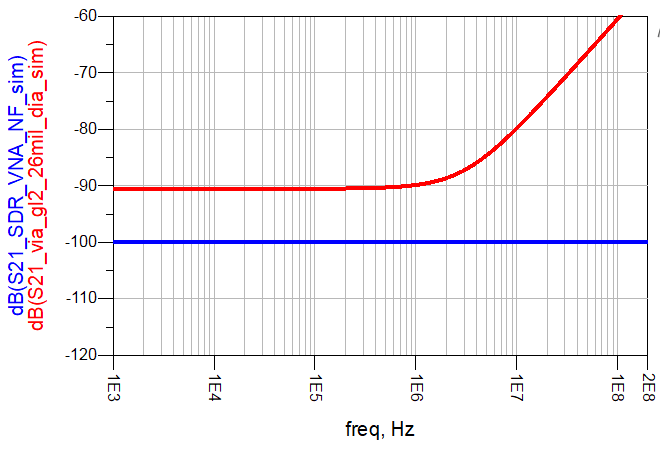 dB(S21_SDR_VNA_NF_sim)
dB(S21_via_gl2_26mil_dia_sim)
-60
-70
-80
-90
-100
-110
-120
1E3
1E4
1E5
1E6
1E7
1E8
2E8
freq, Hz